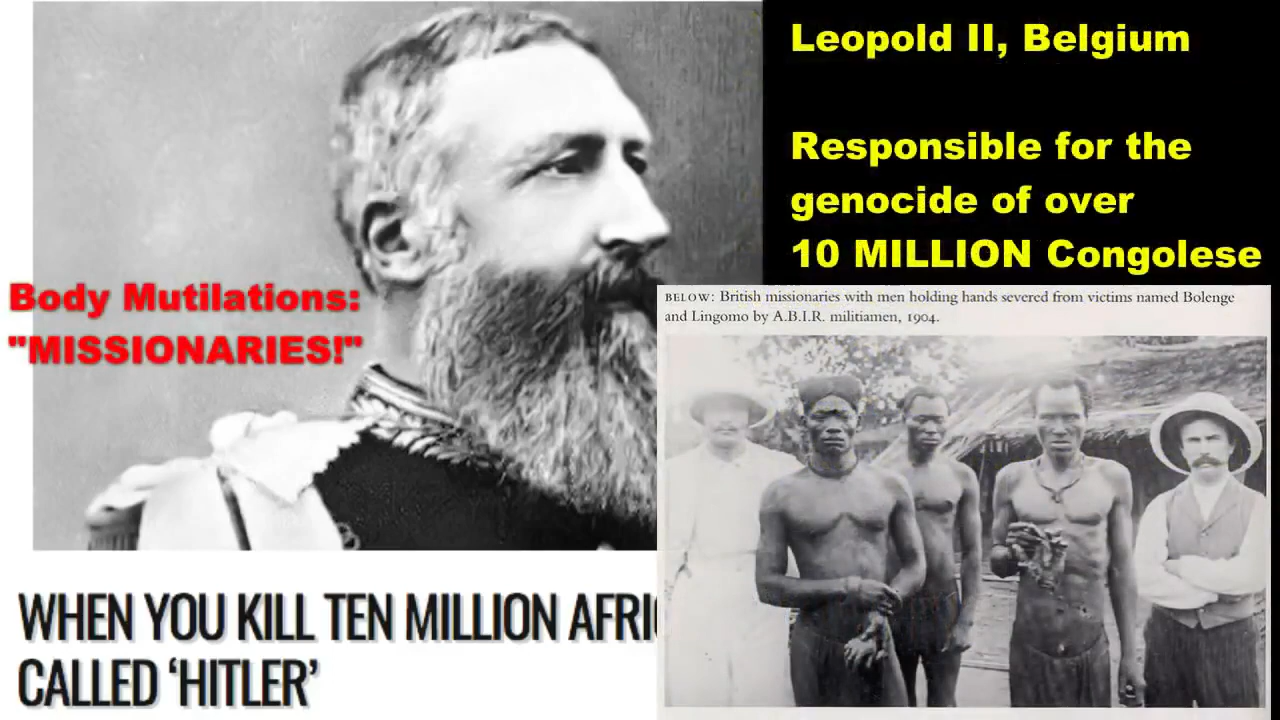 Leopold II, Belgium
Responsible for the
genocide of over
10 MILLION Congolese
Body Mutilations:
"MISSIONARIES!"
BELOW: British missionaries with men holding hands severed from victims named Bolenge
and Lingomo by A.B.I.R. militiamen, 1904.
WHEN YOU KILL TEN MILLION AFRI
CALLED ‘HITLER’